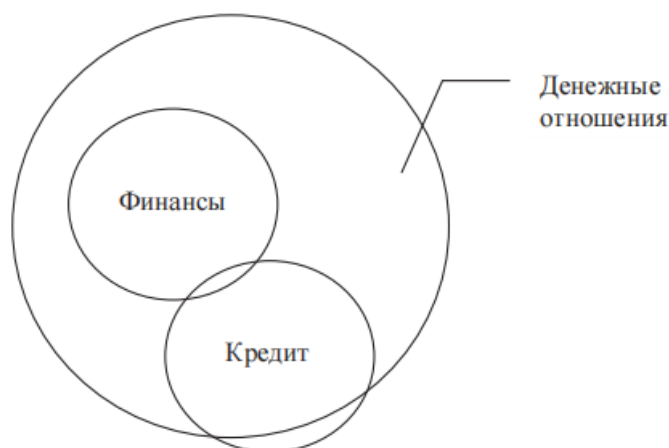 Денежные
отношения
Финансы
Кредит